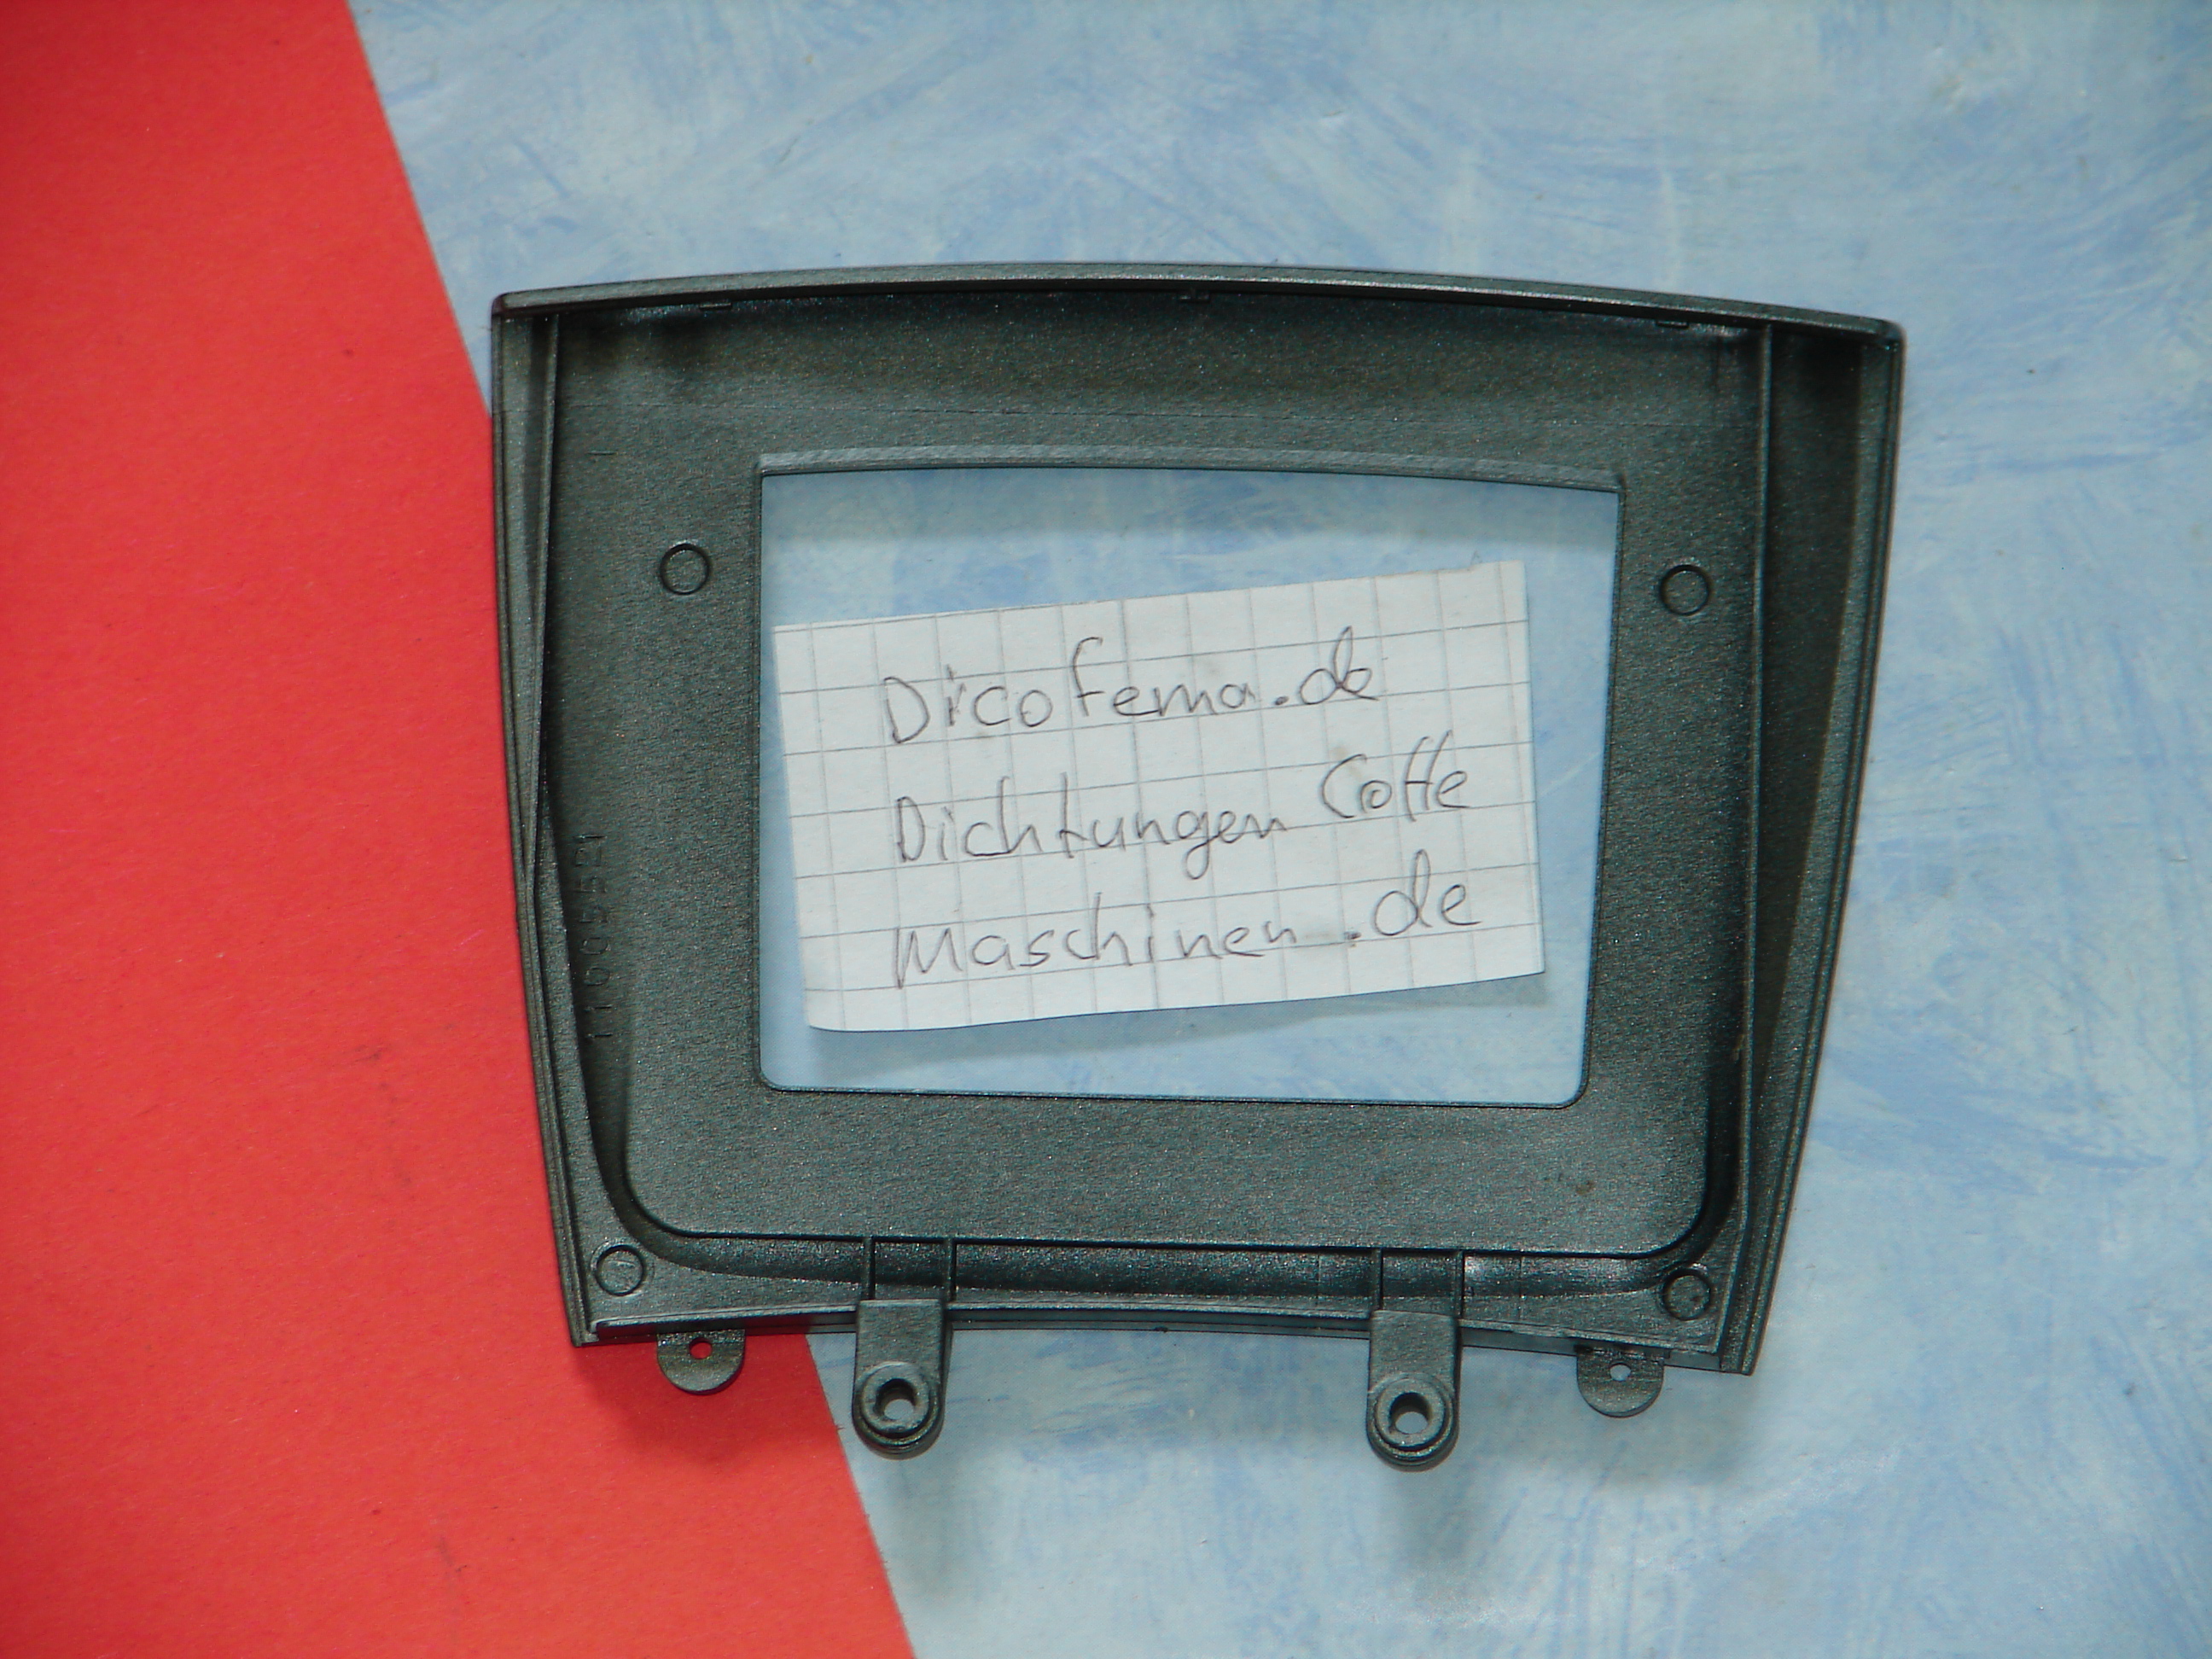 Dicofema.de
Dichtungen Coffe
Maschinen.de